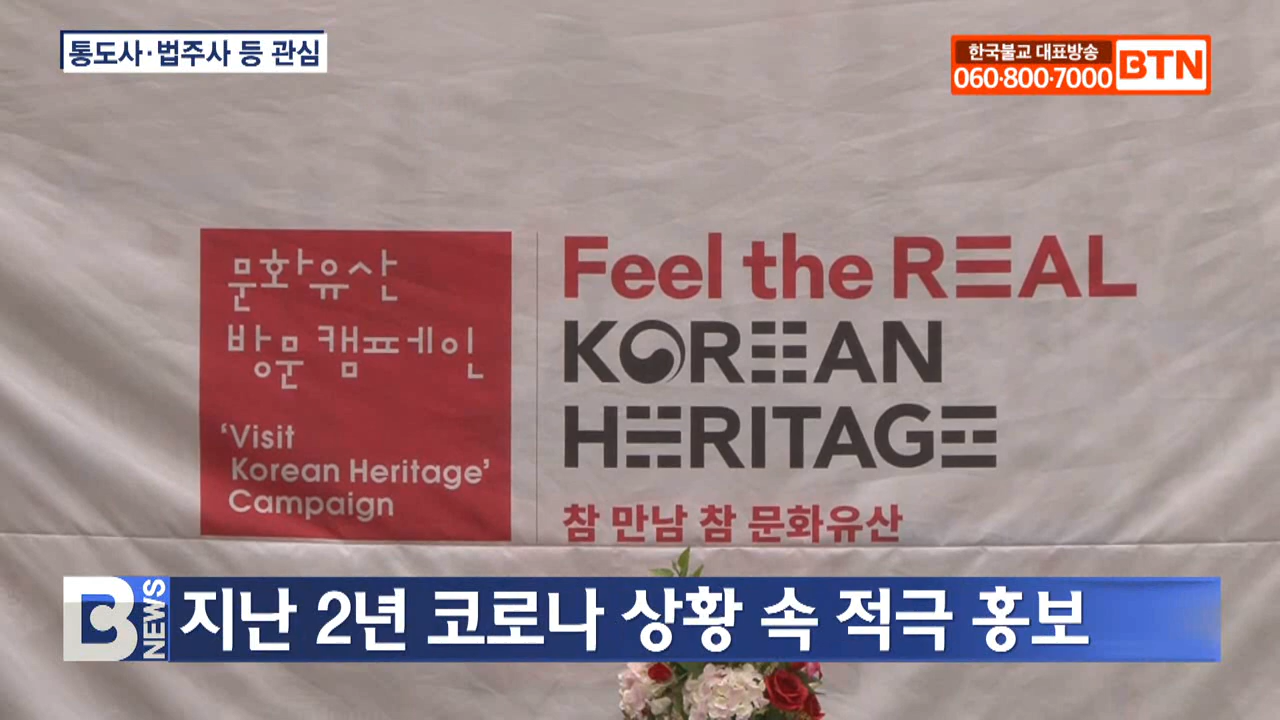 통도사·법주사 등 관심
한국불교 대표방송
060·800·7000
BTN
문화유산
방문 캠페인
'Visit
Korean Heritage'
Campaign
Feel the REAL
KOREAN
HERITAGE
참 만남 참 문화유산
B NEWS
지난 2년 코로나 상황 속 적극 홍보